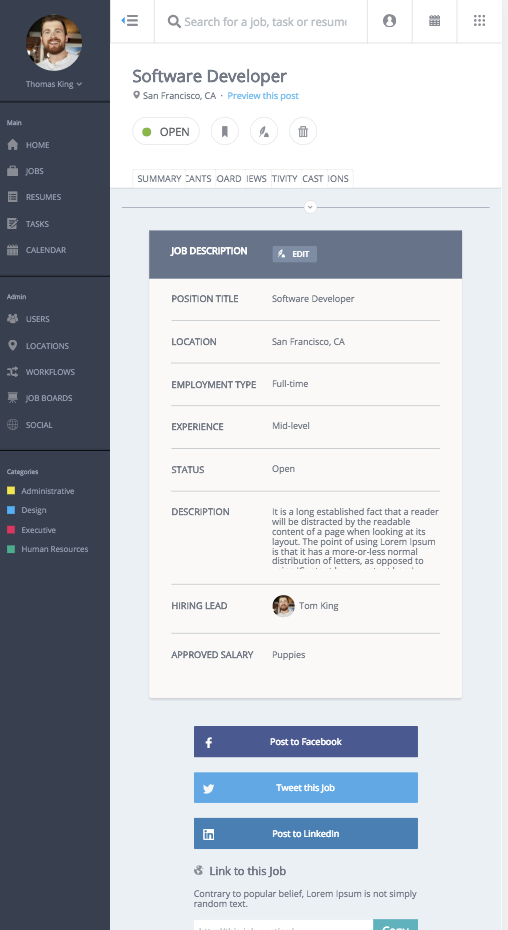 Thomas King
Main
HOME
JOBS
RESUMES
TASKS
CALENDAR
Admin
USERS
LOCATIONS
WORKFLOWS
JOB BOARDS
SOCIAL
Categories
Administrative
Design
Executive
Human Resources
Search for a job, task or resume
Software Developer
San Francisco, CA · Preview this post
OPEN
SUMMARY CANTS OARD IEWS TIVITY CAST IONS
JOB DESCRIPTION EDIT
POSITION TITLE Software Developer
LOCATION San Francisco, CA
EMPLOYMENT TYPE Full-time
EXPERIENCE Mid-level
STATUS Open
DESCRIPTION It is a long established fact that a reader
will be distracted by the readable
content of a page when looking at its
layout. The point of using Lorem Ipsum
is that it has a more-or-less normal
distribution of letters, as opposed to
HIRING LEAD Tom King
APPROVED SALARY Puppies
Post to Facebook
Tweet this Job
Post to LinkedIn
Link to this Job
Contrary to popular belief, Lorem Ipsum is not simply
random text.
Copy